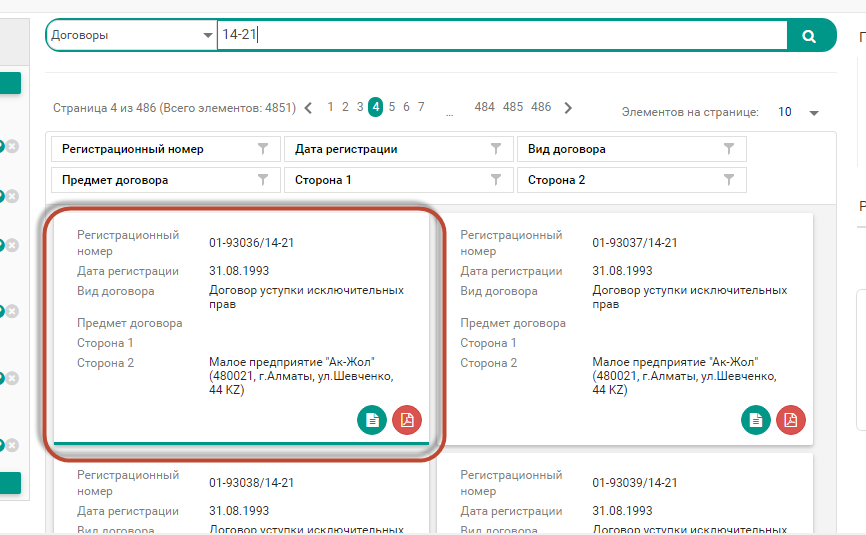 Договоры
14-21
Страница 4 из 486 (Всего элементов: 4851) 1 2 3 4 5 6 7 ... 484 485 486
Элементов на странице: 10
Регистрационный номер
Дата регистрации
Вид договора
Предмет договора
Сторона 1
Сторона 2
Регистрационный номер 01-93036/14-21
Дата регистрации 31.08.1993
Вид договора Договор уступки исключительных
прав
Предмет договора
Сторона 1
Сторона 2 Малое предприятие "Ак-Жол"
(480021, г.Алматы, ул.Шевченко,
44 KZ)
Регистрационный номер 01-93037/14-21
Дата регистрации 31.08.1993
Вид договора Договор уступки исключительных
прав
Предмет договора
Сторона 1
Сторона 2 Малое предприятие "Ак-Жол"
(480021, г.Алматы, ул.Шевченко,
44 KZ)
Регистрационный номер 01-93038/14-21
Дата регистрации 31.08.1993
Вид договора Договор уступки исключительных
Регистрационный номер 01-93039/14-21
Дата регистрации 31.08.1993
Вид договора Договор уступки исключительных